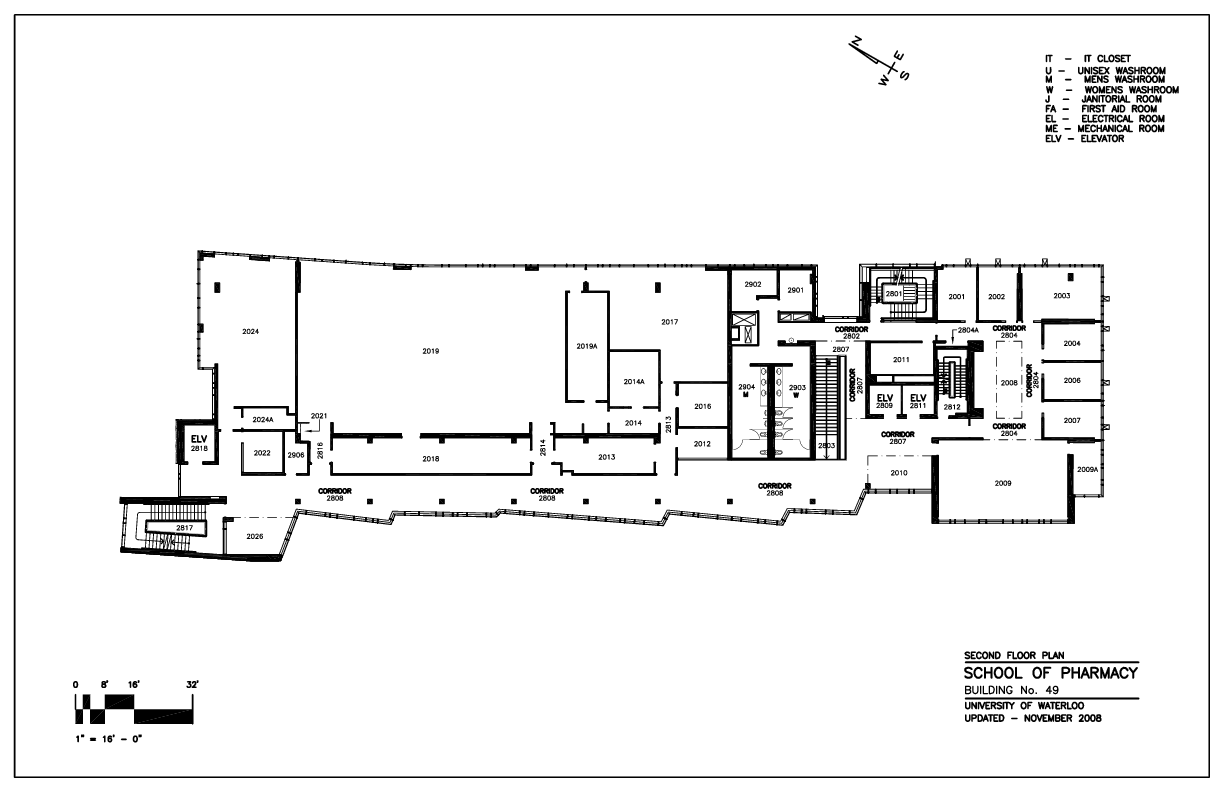 N
E
W
S
IT – IT CLOSET
U – UNISEX WASHROOM
M – MENS WASHROOM
W – WOMENS WASHROOM
J – JANITORIAL ROOM
FA – FIRST AID ROOM
EL – ELECTRICAL ROOM
ME – MECHANICAL ROOM
ELV – ELEVATOR
2902
2901
2801
2001
2002
2003
2024
2019
2019A
2017
CORRIDOR
2802
2807
2804A
CORRIDOR
2804
2004
2011
2014A
2904
M
2903
W
CORRIDOR
2807
ELV
2809
ELV
2811
2812
2008
CORRIDOR
2804
2006
2016
2024A
2021
2014
2813
2007
CORRIDOR
2804
ELV
2818
2022
2906
2816
2018
2814
2013
2012
2803
CORRIDOR
2807
2010
2009
2009A
CORRIDOR
2808
CORRIDOR
2808
CORRIDOR
2808
2817
2026
SECOND FLOOR PLAN
SCHOOL OF PHARMACY
BUILDING No. 49
UNIVERSITY OF WATERLOO
UPDATED – NOVEMBER 2008
0 8' 16' 32'
1" = 16' – 0"